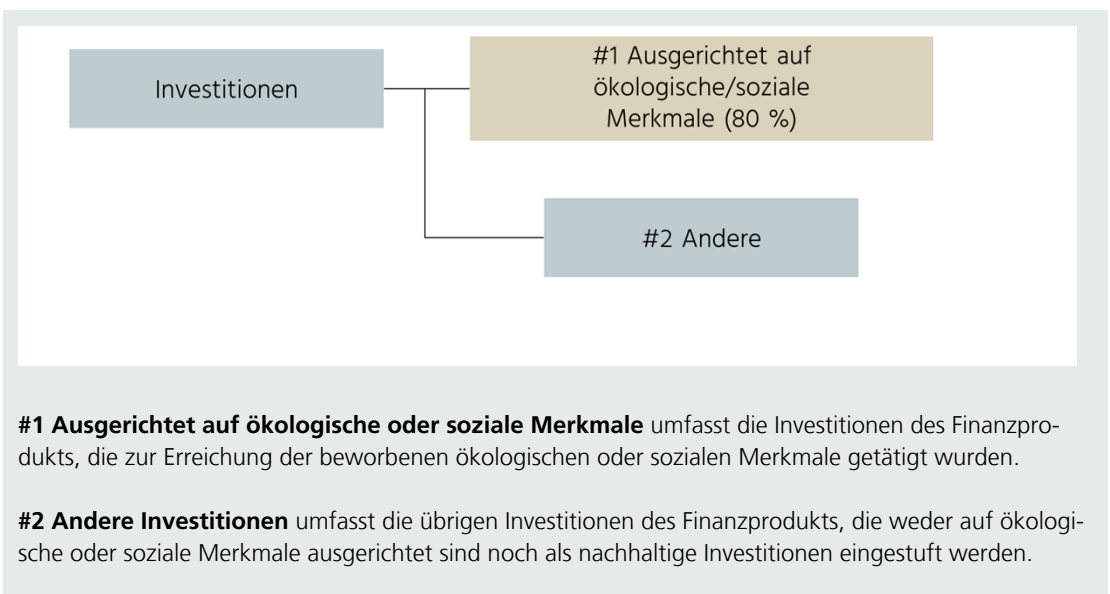 Investitionen
#1 Ausgerichtet auf
ökologische/soziale
Merkmale (80 %)
#2 Andere
#1 Ausgerichtet auf ökologische oder soziale Merkmale umfasst die Investitionen des Finanzpro-
dukts, die zur Erreichung der beworbenen ökologischen oder sozialen Merkmale getätigt wurden.
#2 Andere Investitionen umfasst die übrigen Investitionen des Finanzprodukts, die weder auf ökologi-
sche oder soziale Merkmale ausgerichtet sind noch als nachhaltige Investitionen eingestuft werden.